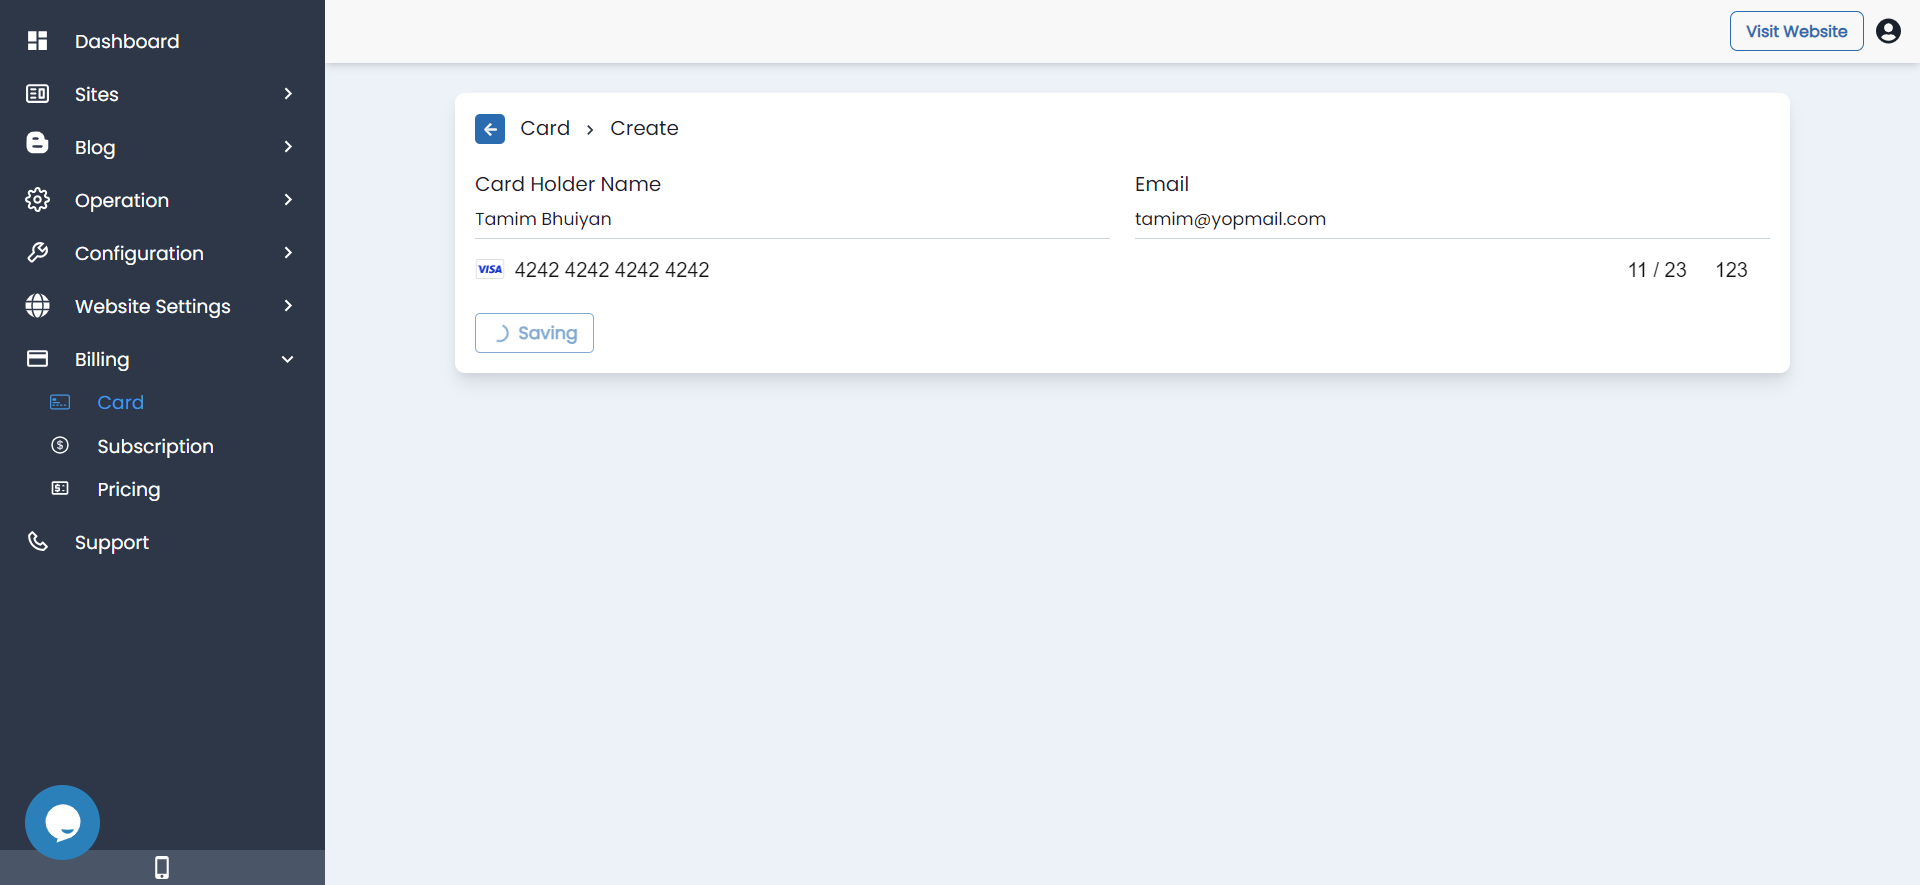 Dashboard
Sites
Blog
Operation
Configuration
Website Settings
Billing
Card
Subscription
Pricing
Support
Visit Website
Card › Create
Card Holder Name
Tamim Bhuiyan
Email
tamim@yopmail.com
VISA 4242 4242 4242 4242 11 / 23 123
Saving